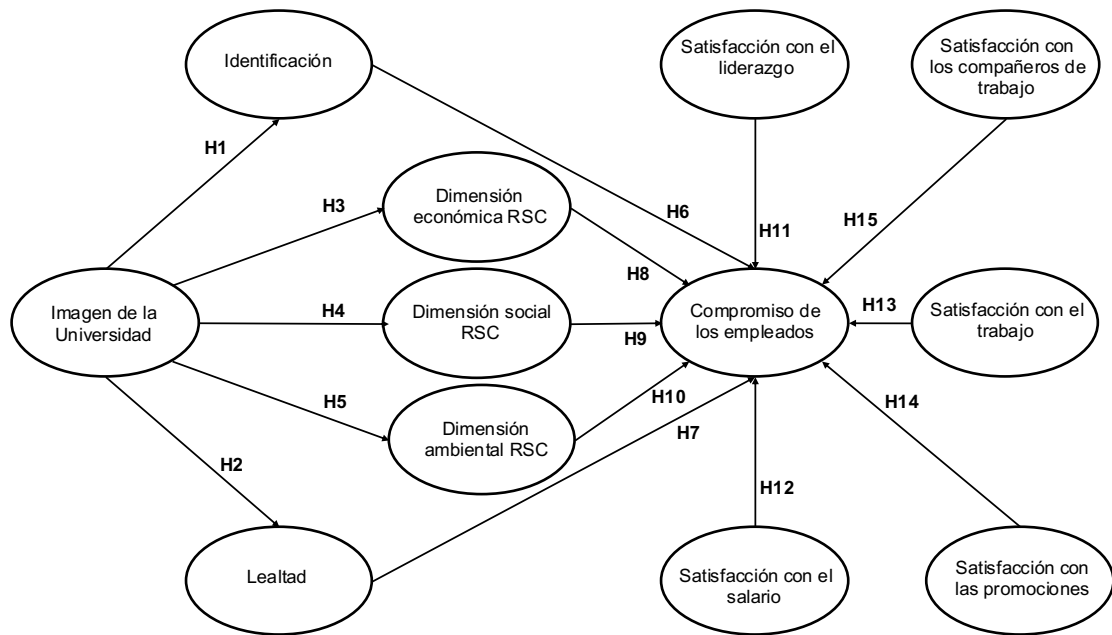 Identificación
Satisfacción con el
liderazgo
Satisfacción con
los compañeros de
trabajo
H1
H3
Dimensión
económica RSC
H6
H11
H15
H8
Imagen de la
Universidad
H4
Dimensión social
RSC
H9
Compromiso de
los empleados
H13
Satisfacción con el
trabajo
H5
Dimensión
ambiental RSC
H10
H7
H14
H2
H12
Lealtad
Satisfacción con el
salario
Satisfacción con
las promociones